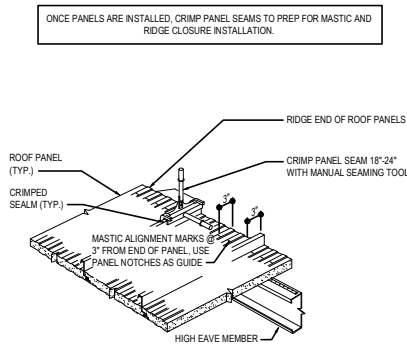 ONCE PANELS ARE INSTALLED, CRIMP PANEL SEAMS TO PREP FOR MASTIC AND
RIDGE CLOSURE INSTALLATION.
RIDGE END OF ROOF PANELS
ROOF PANEL
(TYP.)
CRIMP PANEL SEAM 18"-24"
WITH MANUAL SEAMING TOOL
CRIMPED
SEALM (TYP.)
3"
3"
MASTIC ALIGNMENT MARKS @
3" FROM END OF PANEL, USE
PANEL NOTCHES AS GUIDE
HIGH EAVE MEMBER